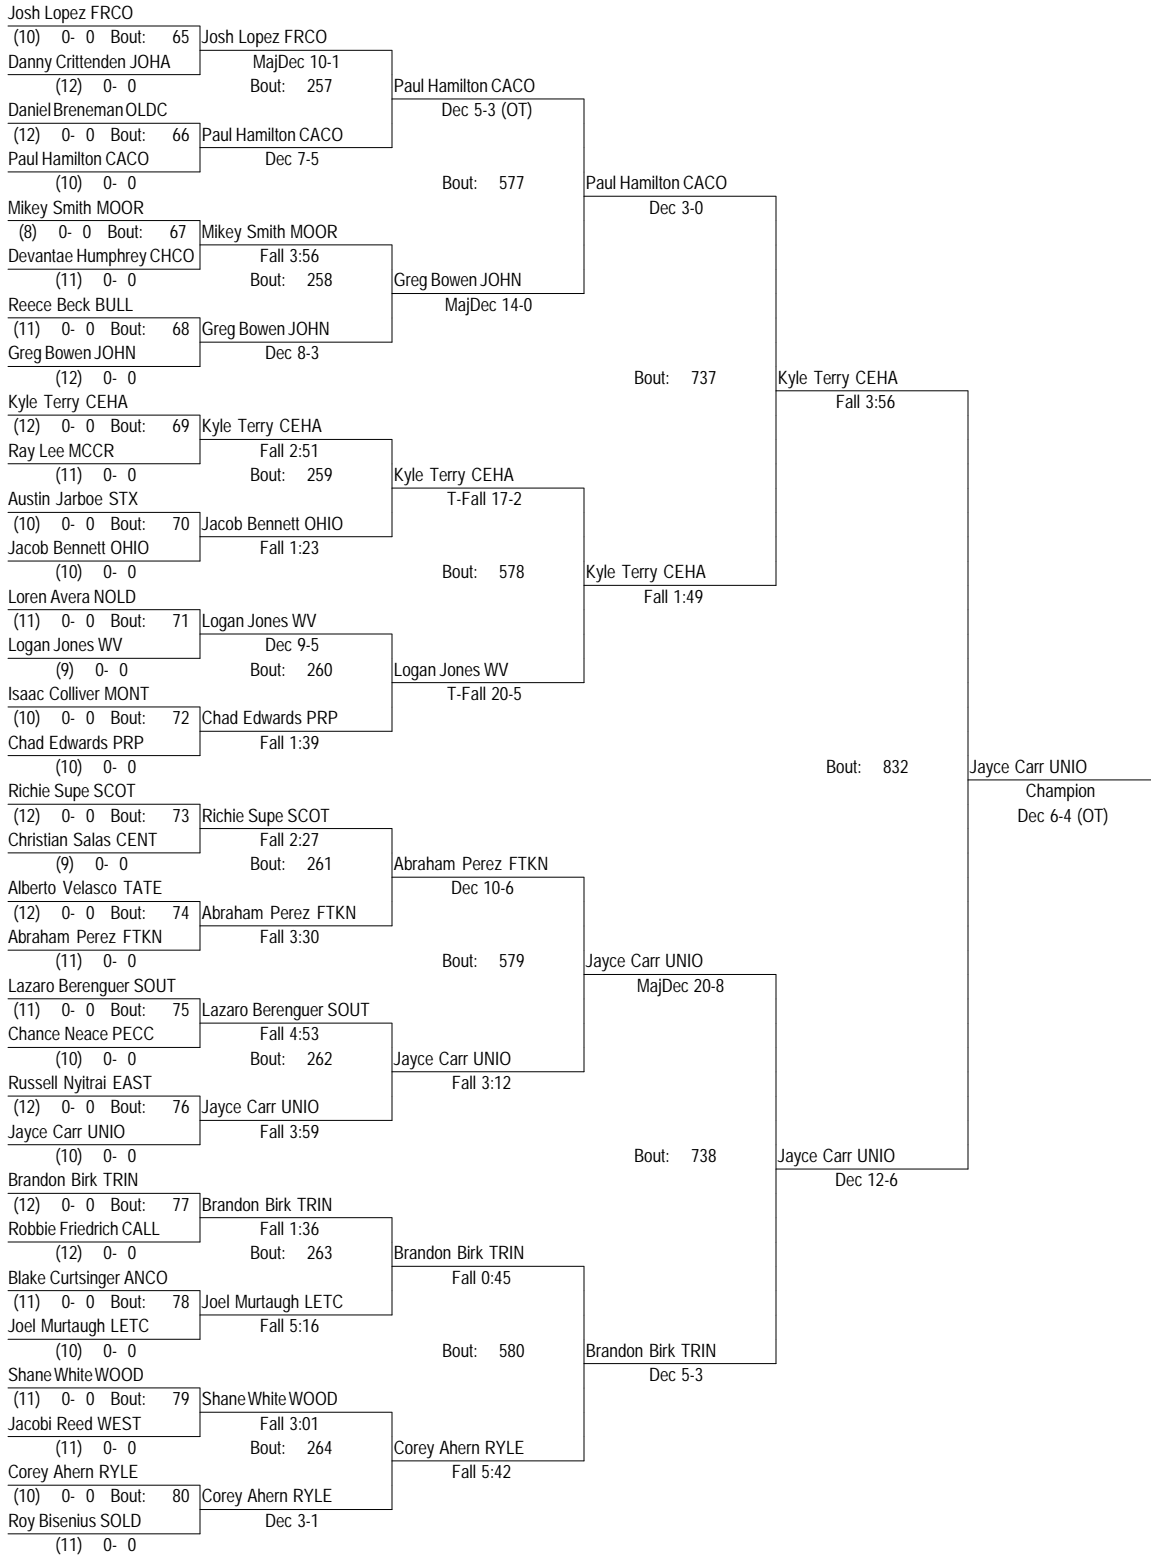 Josh Lopez FRCO
(10) 0- 0 Bout: 65 Josh Lopez FRCO
Danny Crittenden JOHA MajDec 10-1
(12) 0- 0 Bout: 257 Paul Hamilton CACO
Daniel Breneman OLDC Dec 5-3 (OT)
(12) 0- 0 Bout: 66 Paul Hamilton CACO
Paul Hamilton CACO Dec 7-5
(10) 0- 0 Bout: 577 Paul Hamilton CACO
Mikey Smith MOOR Dec 3-0
(8) 0- 0 Bout: 67 Mikey Smith MOOR
Devantae Humphrey CHCO Fall 3:56
(11) 0- 0 Bout: 258 Greg Bowen JOHN
Reece Beck BULL MajDec 14-0
(11) 0- 0 Bout: 68 Greg Bowen JOHN
Greg Bowen JOHN Dec 8-3
(12) 0- 0 Bout: 737 Kyle Terry CEHA
Kyle Terry CEHA Fall 3:56
(12) 0- 0 Bout: 69 Kyle Terry CEHA
Ray Lee MCCR Fall 2:51
(11) 0- 0 Bout: 259 Kyle Terry CEHA
Austin Jarboe STX T-Fall 17-2
(10) 0- 0 Bout: 70 Jacob Bennett OHIO
Jacob Bennett OHIO Fall 1:23
(10) 0- 0 Bout: 578 Kyle Terry CEHA
Loren Avera NOLD Fall 1:49
(11) 0- 0 Bout: 71 Logan Jones WV
Logan Jones WV Dec 9-5
(9) 0- 0 Bout: 260 Logan Jones WV
Isaac Colliver MONT T-Fall 20-5
(10) 0- 0 Bout: 72 Chad Edwards PRP
Chad Edwards PRP Fall 1:39
(10) 0- 0 Bout: 832 Jayce Carr UNIO
Richie Supe SCOT Champion
(12) 0- 0 Bout: 73 Richie Supe SCOT Dec 6-4 (OT)
Christian Salas CENT Fall 2:27
(9) 0- 0 Bout: 261 Abraham Perez FTKN
Alberto Velasco TATE Dec 10-6
(12) 0- 0 Bout: 74 Abraham Perez FTKN
Abraham Perez FTKN Fall 3:30
(11) 0- 0 Bout: 579 Jayce Carr UNIO
Lazaro Berenguer SOUT MajDec 20-8
(11) 0- 0 Bout: 75 Lazaro Berenguer SOUT
Chance Neace PECC Fall 4:53
(10) 0- 0 Bout: 262 Jayce Carr UNIO
Russell Nyitrai EAST Fall 3:12
(12) 0- 0 Bout: 76 Jayce Carr UNIO
Jayce Carr UNIO Fall 3:59
(10) 0- 0 Bout: 738 Jayce Carr UNIO
Brandon Birk TRIN Dec 12-6
(12) 0- 0 Bout: 77 Brandon Birk TRIN
Robbie Friedrich CALL Fall 1:36
(12) 0- 0 Bout: 263 Brandon Birk TRIN
Blake Curtsinger ANCO Fall 0:45
(11) 0- 0 Bout: 78 Joel Murtaugh LETC
Joel Murtaugh LETC Fall 5:16
(10) 0- 0 Bout: 580 Brandon Birk TRIN
Shane White WOOD Dec 5-3
(11) 0- 0 Bout: 79 Shane White WOOD
Jacobi Reed WEST Fall 3:01
(11) 0- 0 Bout: 264 Corey Ahern RYLE
Corey Ahern RYLE Fall 5:42
(10) 0- 0 Bout: 80 Corey Ahern RYLE
Roy Bisenius SOLD Dec 3-1
(11) 0- 0